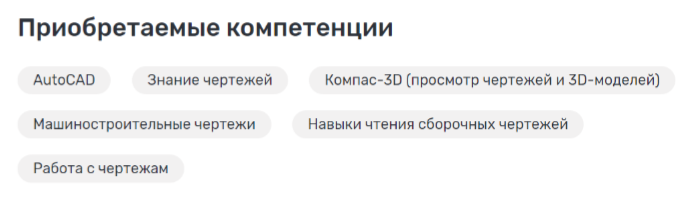 Приобретаемые компетенции
AutoCAD Знание чертежей Компас-3D (просмотр чертежей и 3D-моделей)
Машиностроительные чертежи Навыки чтения сборочных чертежей
Работа с чертежам